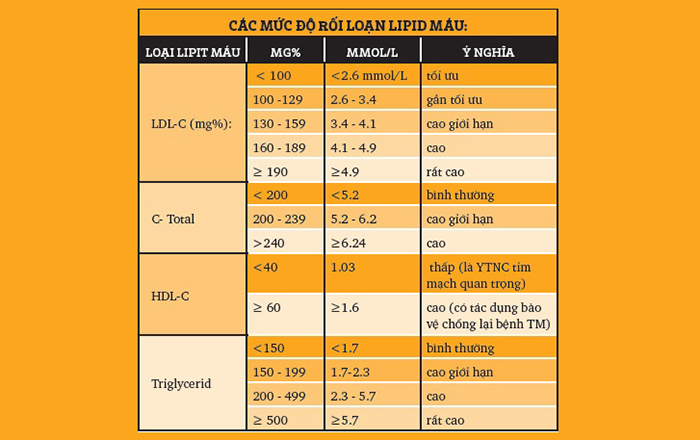 CÁC MỨC ĐỘ RỐI LOẠN LIPID MÁU:
LOẠI LIPIT MÁU MG% MMOL/L Ý NGHĨA
LDL-C (mg%):
< 100 <2.6 mmol/L tối ưu
100 -129 2.6 - 3.4 gần tối ưu
130 - 159 3.4 - 4.1 cao giới hạn
160 - 189 4.1 - 4.9 cao
≥ 190 ≥4.9 rất cao
C- Total
< 200 <5.2 bình thường
200 - 239 5.2 - 6.2 cao giới hạn
>240 ≥6.24 cao
HDL-C
<40 1.03 thấp (là YTNC tim
mạch quan trọng)
≥ 60 ≥1.6 cao (có tác dụng bảo
vệ chống lại bệnh TM)
Triglycerid
<150 <1.7 bình thường
150 - 199 1.7-2.3 cao giới hạn
200 - 499 2.3 - 5.7 cao
≥ 500 ≥5.7 rất cao